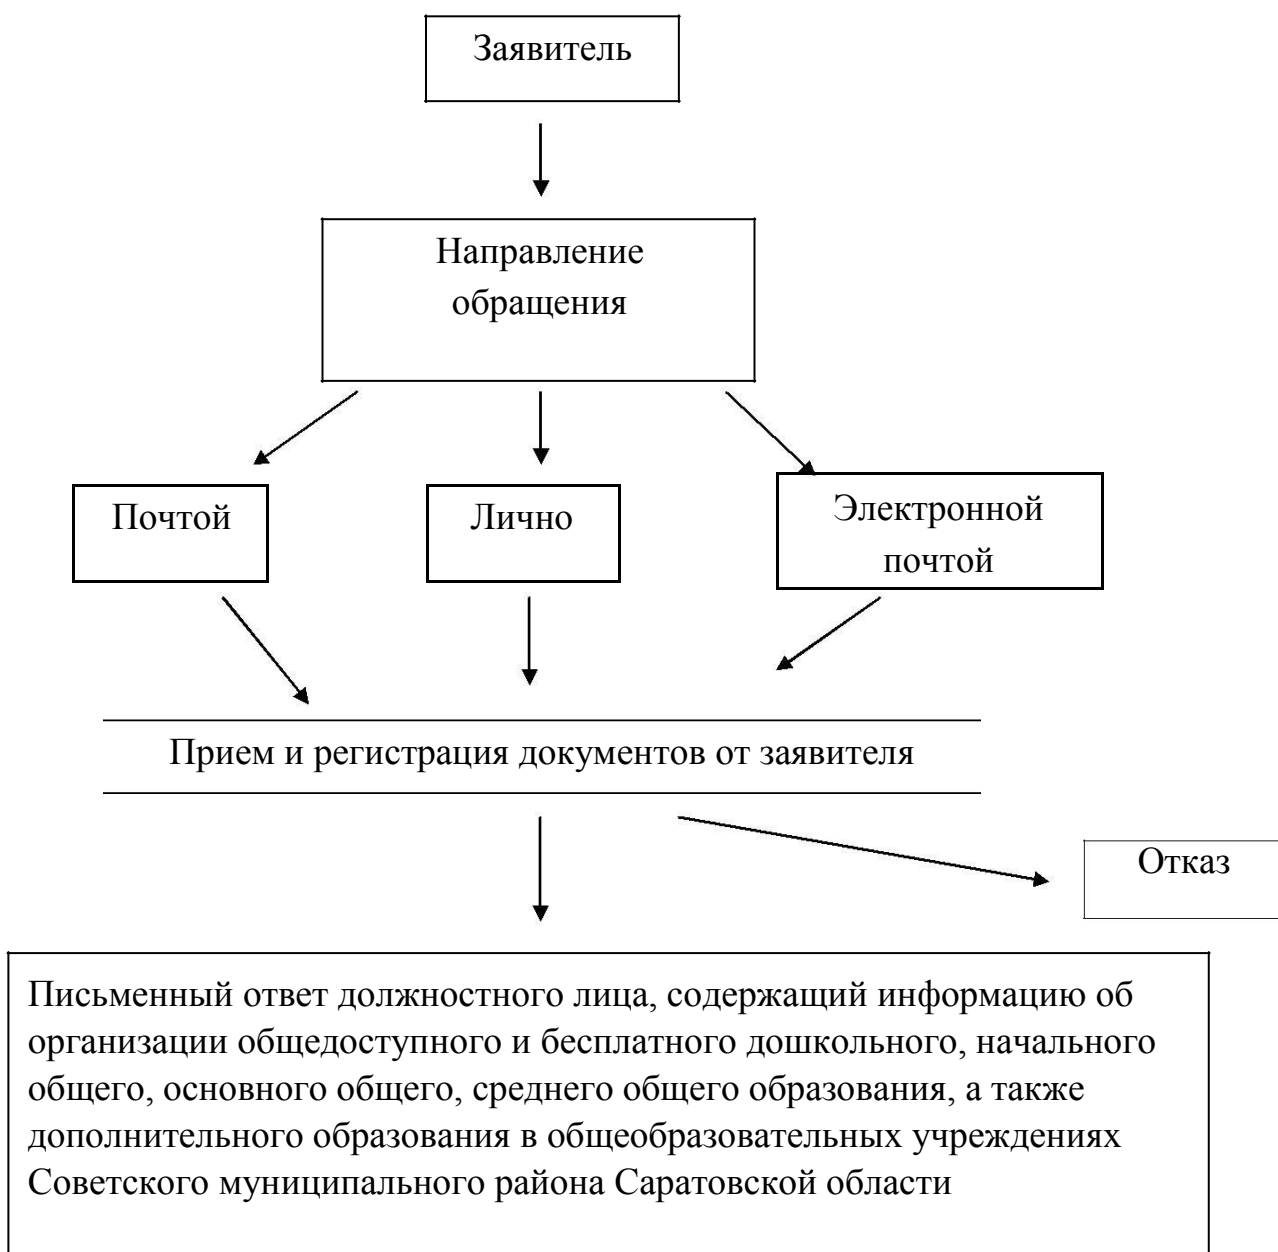 Заявитель
Направление
обращения
Почтой
Лично
Электронной
почтой
Прием и регистрация документов от заявителя
Отказ
Письменный ответ должностного лица, содержащий информацию об
организации общедоступного и бесплатного дошкольного, начального
общего, основного общего, среднего общего образования, а также
дополнительного образования в общеобразовательных учреждениях
Советского муниципального района Саратовской области